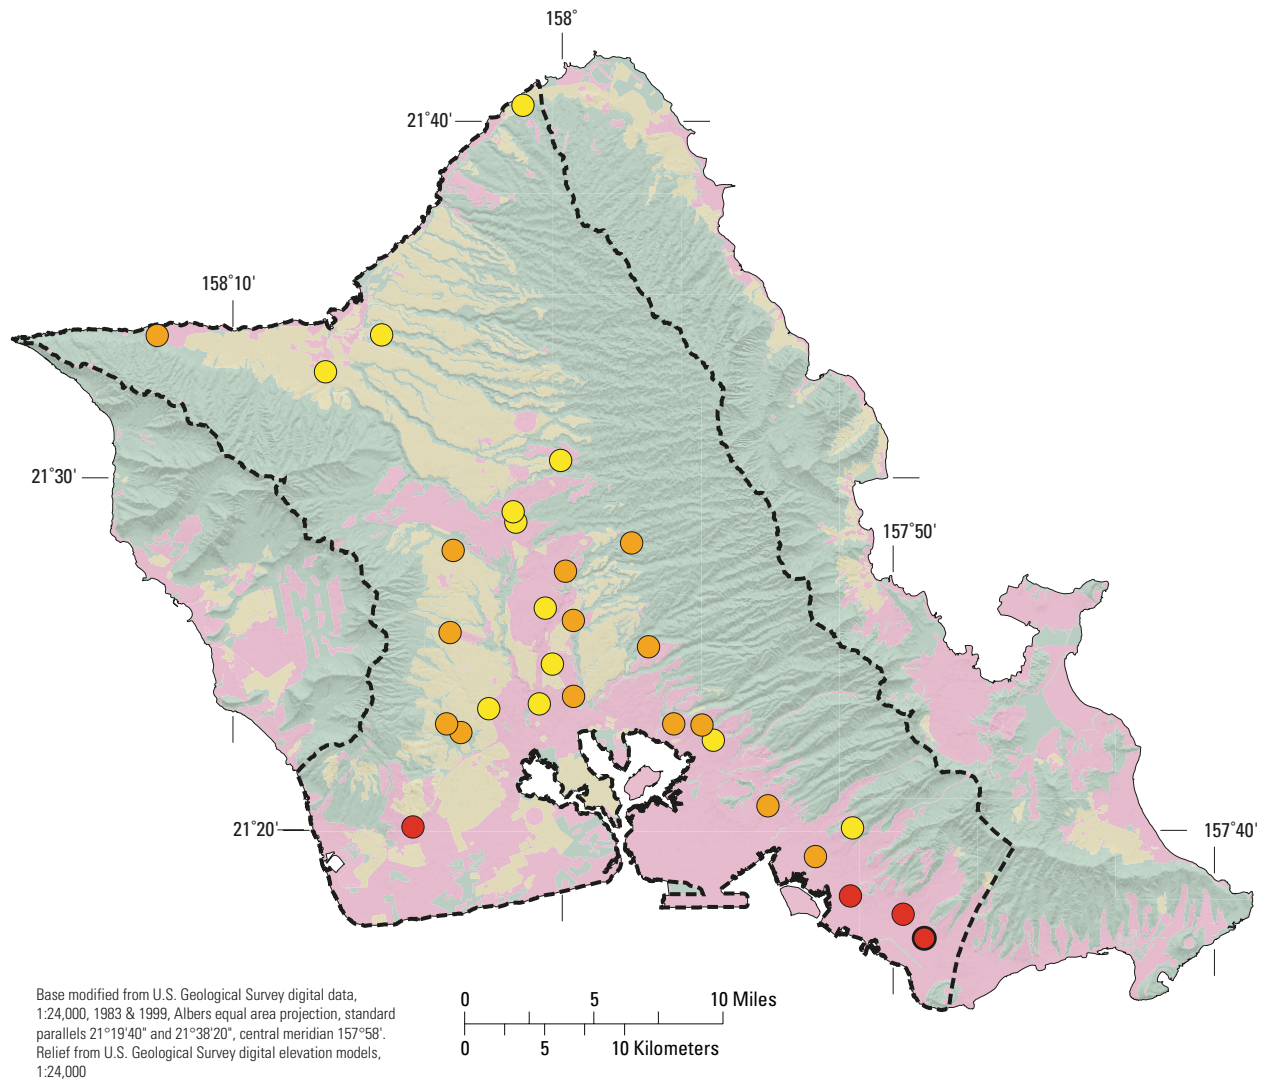 158°
21°40'
158°10'
21°30'
157°50'
21°20'
157°40'
Base modified from U.S. Geological Survey digital data,
1:24,000, 1983 & 1999, Albers equal area projection, standard
parallels 21°19'40" and 21°38'20", central meridian 157°58'.
Relief from U.S. Geological Survey digital elevation models,
1:24,000
0 5 10 Miles
0 5 10 Kilometers